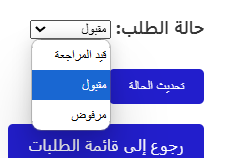 حالة الطلب: مقبول
قيد المراجعة
مقبول
مرفوض
تحديث الحالة
رجوع إلى قائمة الطلبات